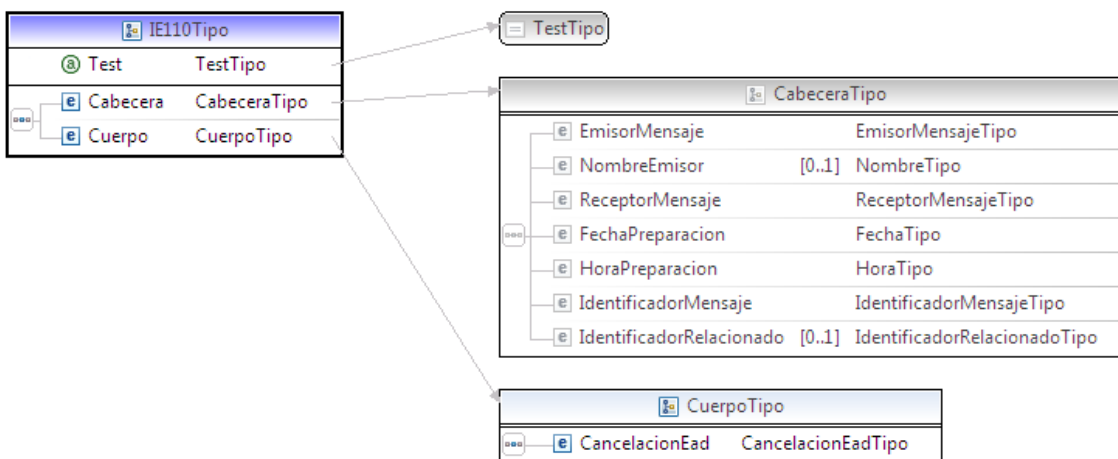 IE110Tipo
a Test TestTipo
e Cabecera CabeceraTipo
e Cuerpo CuerpoTipo
TestTipo
CabeceraTipo
e EmisorMensaje EmisorMensajeTipo
e NombreEmisor [0..1] NombreTipo
e ReceptorMensaje ReceptorMensajeTipo
e FechaPreparacion FechaTipo
e HoraPreparacion HoraTipo
e IdentificadorMensaje IdentificadorMensajeTipo
e IdentificadorRelacionado [0..1] IdentificadorRelacionadoTipo
CuerpoTipo
e CancelacionEad CancelacionEadTipo